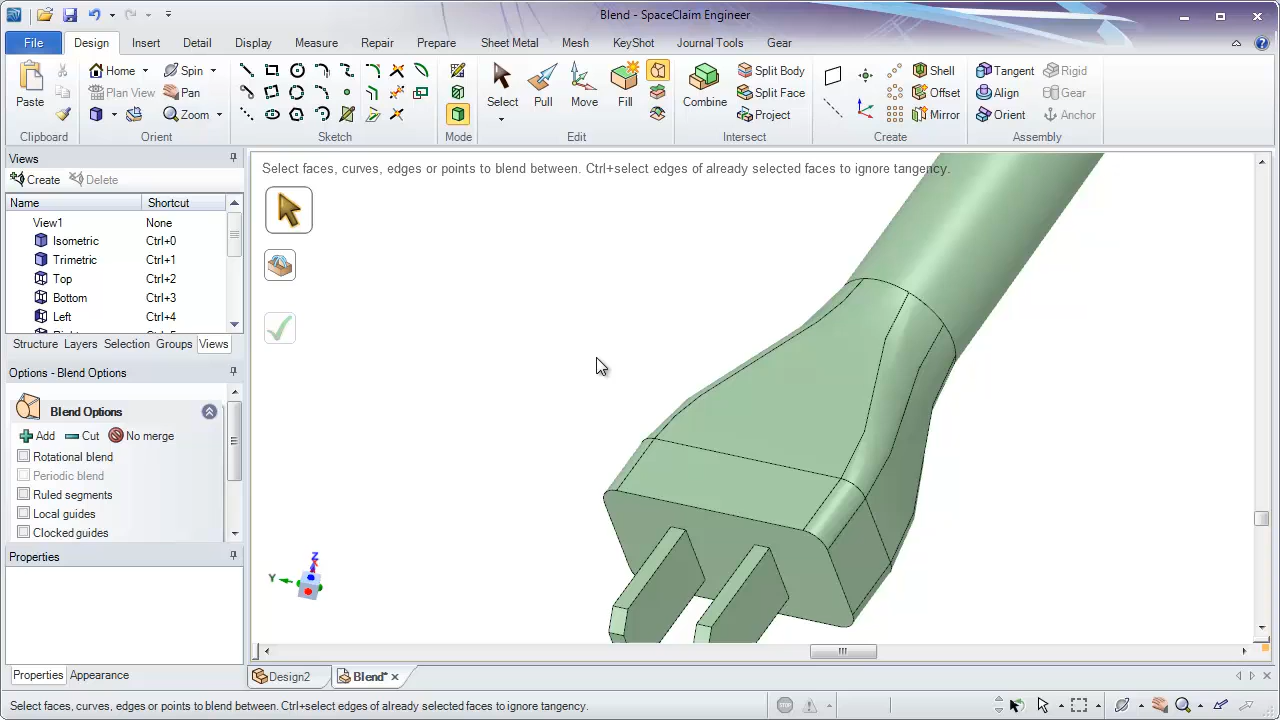 Blend - SpaceClaim Engineer
File Design Insert Detail Display Measure Repair Prepare Sheet Metal Mesh KeyShot Journal Tools Gear
Paste
Clipboard
Home Spin
Plan View Pan
Zoom
Orient
Sketch
Mode
Select Pull Move Fill
Edit
Combine
Split Body
Split Face
Project
Intersect
Shell
Offset
Mirror
Create
Tangent Rigid
Align Gear
Orient Anchor
Assembly
Views
Create Delete
Name Shortcut
View1 None
Isometric Ctrl+0
Trimetric Ctrl+1
Top Ctrl+2
Bottom Ctrl+3
Left Ctrl+4
Structure Layers Selection Groups Views
Options - Blend Options
Blend Options
Add Cut No merge
Rotational blend
Periodic blend
Ruled segments
Local guides
Clocked guides
Properties
Properties Appearance
Select faces, curves, edges or points to blend between. Ctrl+select edges of already selected faces to ignore tangency.
Z
X
Y
Design2 Blend*
Select faces, curves, edges or points to blend between. Ctrl+select edges of already selected faces to ignore tangency.